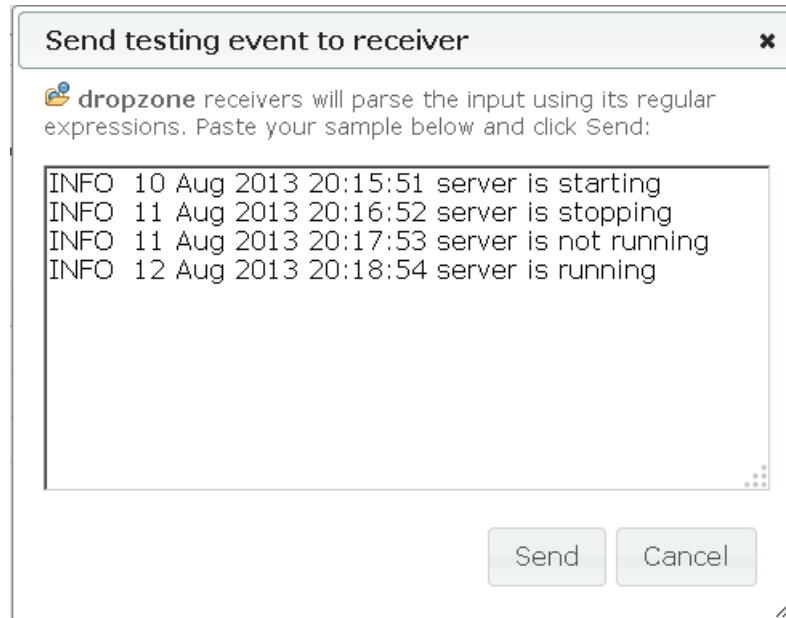 Send testing event to receiver
dropzone receivers will parse the input using its regular
expressions. Paste your sample below and click Send:
INFO  10 Aug 2013 20:15:51 server is starting
INFO  11 Aug 2013 20:16:52 server is stopping
INFO  11 Aug 2013 20:17:53 server is not running
INFO  12 Aug 2013 20:18:54 server is running
Send Cancel